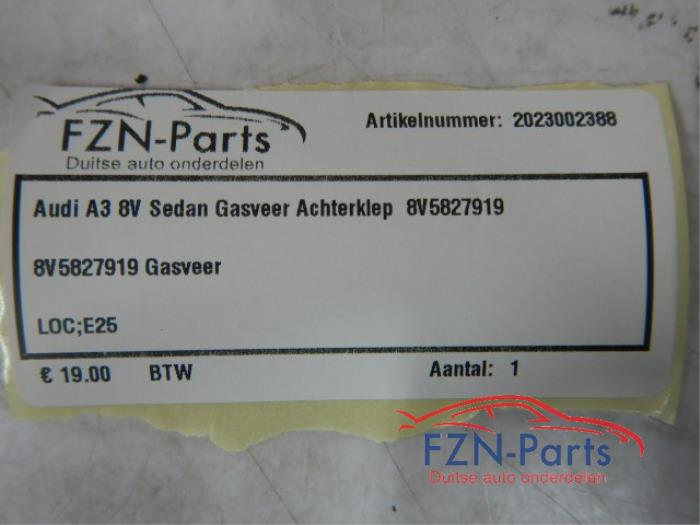 FZN-Parts
Duitse auto onderdelen
Artikelnummer: 2023002388
Audi A3 8V Sedan Gasveer Achterklep 8V5827919
8V5827919 Gasveer
LOC;E25
€ 19.00 BTW Aantal: 1
FZN-Parts
Duitse auto onderdelen